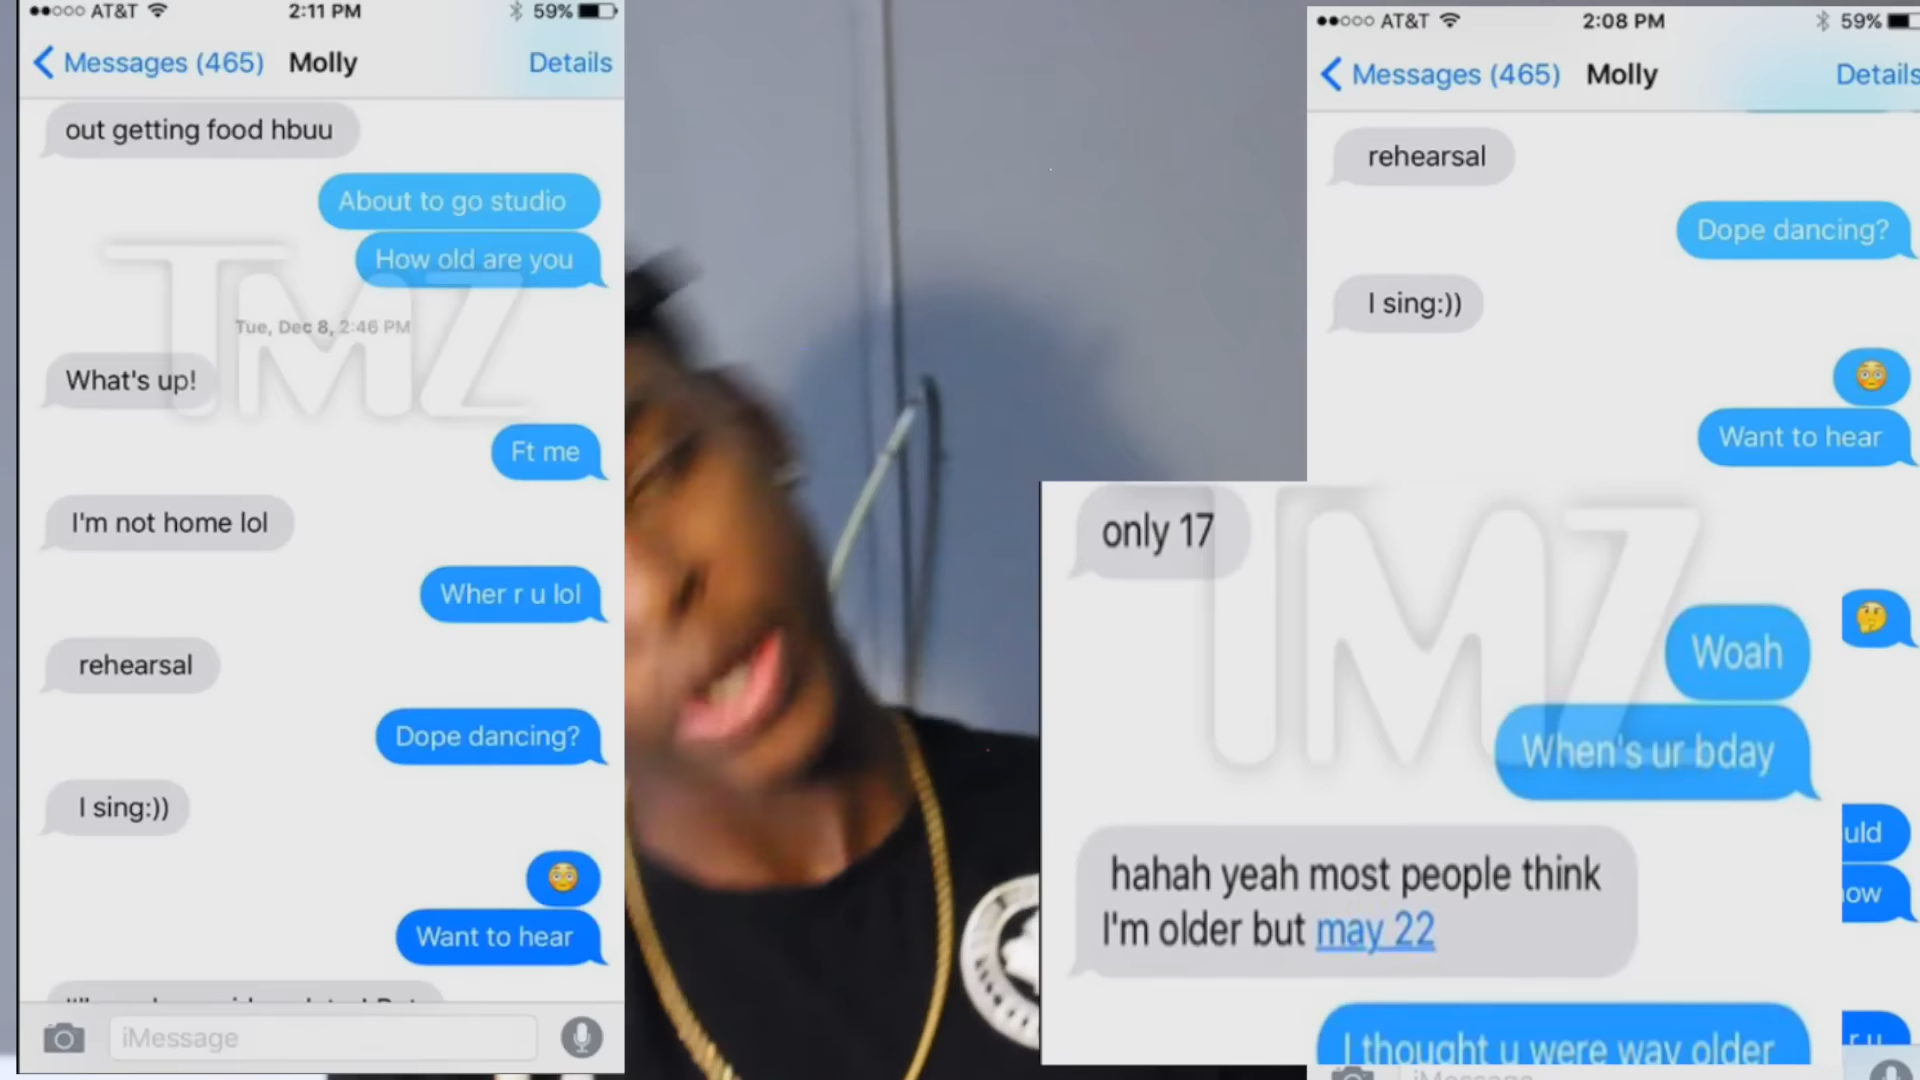 AT&T 2:11 PM 59%
Messages (465) Molly Details
out getting food hbuu
About to go studio
How old are you
Tue, Dec 8, 2:46 PM
What's up!
Ft me
I'm not home lol
Wher r u lol
rehearsal
Dope dancing?
I sing:))
😳
Want to hear
iMessage
TMZ
AT&T 2:08 PM 59%
Messages (465) Molly Details
rehearsal
Dope dancing?
I sing:))
😳
Want to hear
🤔
uld
ow
r u
iMessage
only 17
Woah
When's ur bday
hahah yeah most people think
I'm older but may 22
I thought u were way older
TMZ